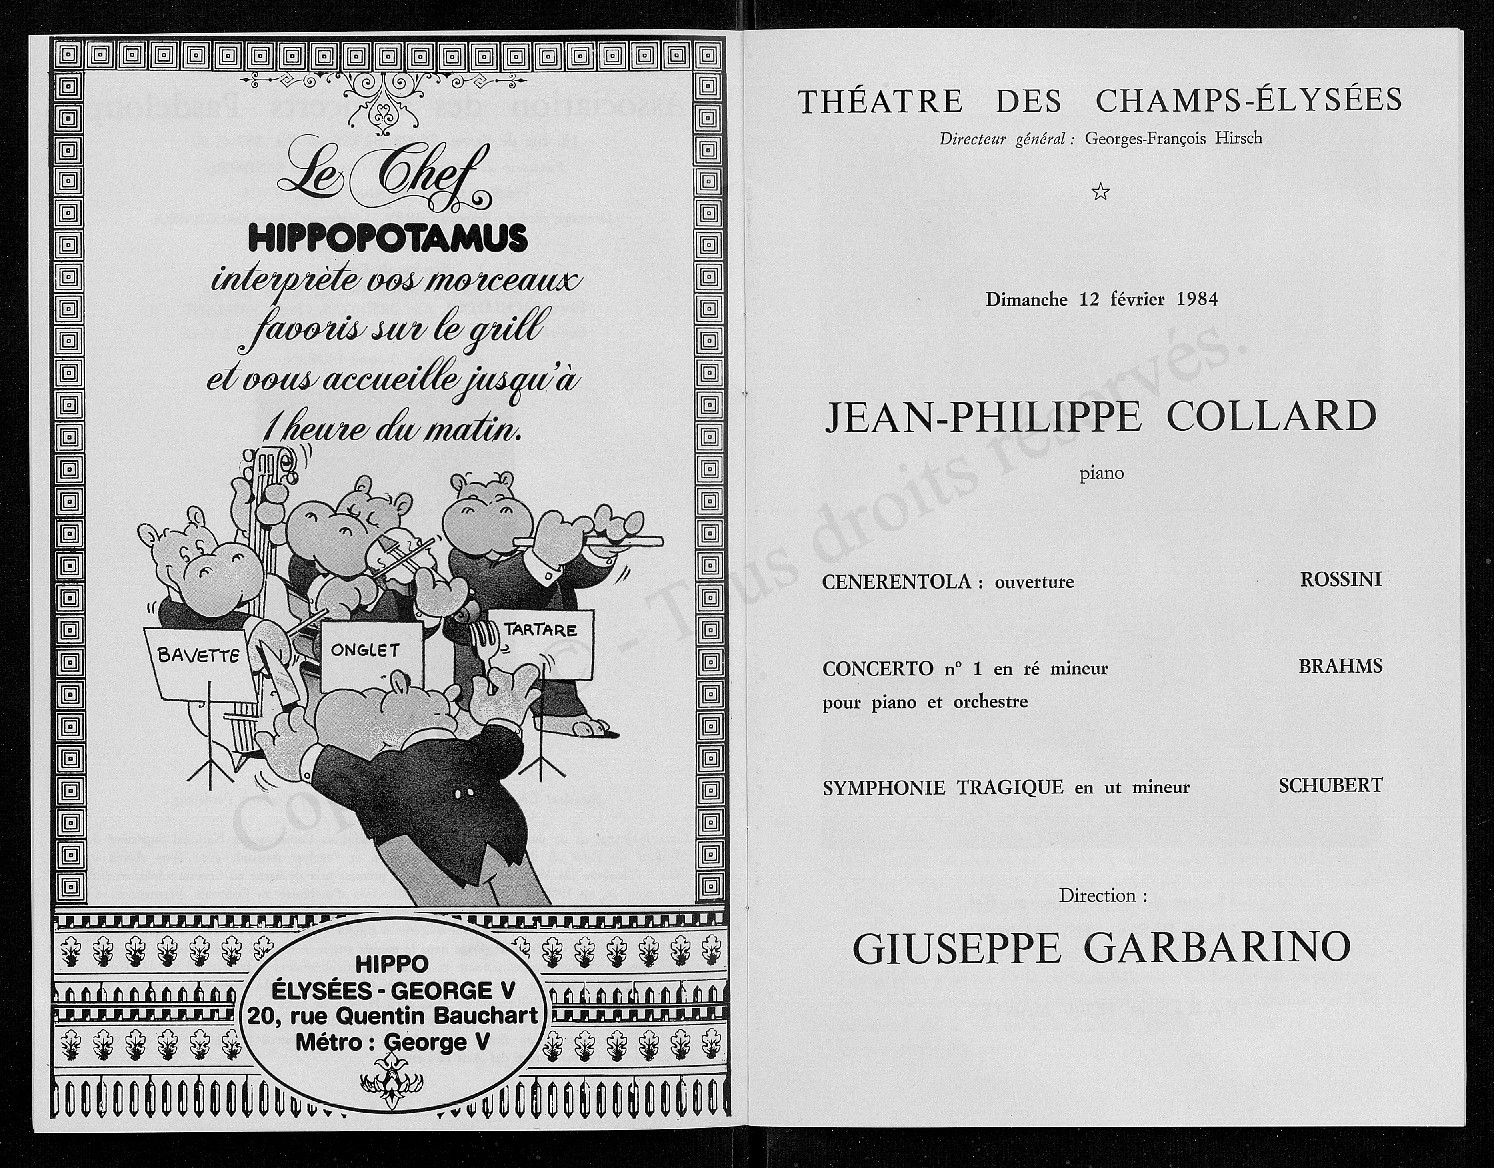 Le Chef
HIPPOPOTAMUS
interprète vos morceaux
favoris sur le grill
et vous accueille jusqu'à
1 heure du matin.
BAVETTE
ONGLET
TARTARE
HIPPO
ÉLYSÉES - GEORGE V
20, rue Quentin Bauchart
Métro : George V
THÉATRE DES CHAMPS-ÉLYSÉES
Directeur général : Georges-François Hirsch
Dimanche 12 février 1984
JEAN-PHILIPPE COLLARD
piano
CENERENTOLA : ouverture ROSSINI
CONCERTO n° 1 en ré mineur BRAHMS
pour piano et orchestre
SYMPHONIE TRAGIQUE en ut mineur SCHUBERT
Direction :
GIUSEPPE GARBARINO
© - Tous droits réservés.